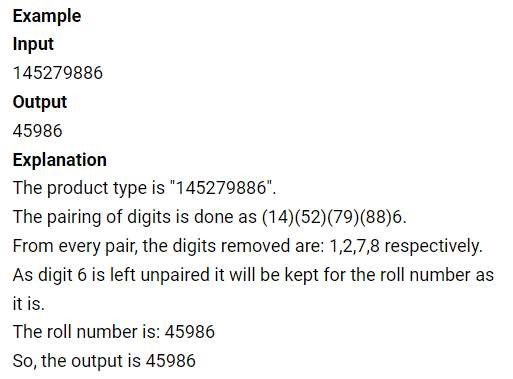 Example
Input
145279886
Output
45986
Explanation
The product type is "145279886".
The pairing of digits is done as (14)(52)(79)(88)6.
From every pair, the digits removed are: 1,2,7,8 respectively.
As digit 6 is left unpaired it will be kept for the roll number as
it is.
The roll number is: 45986
So, the output is 45986